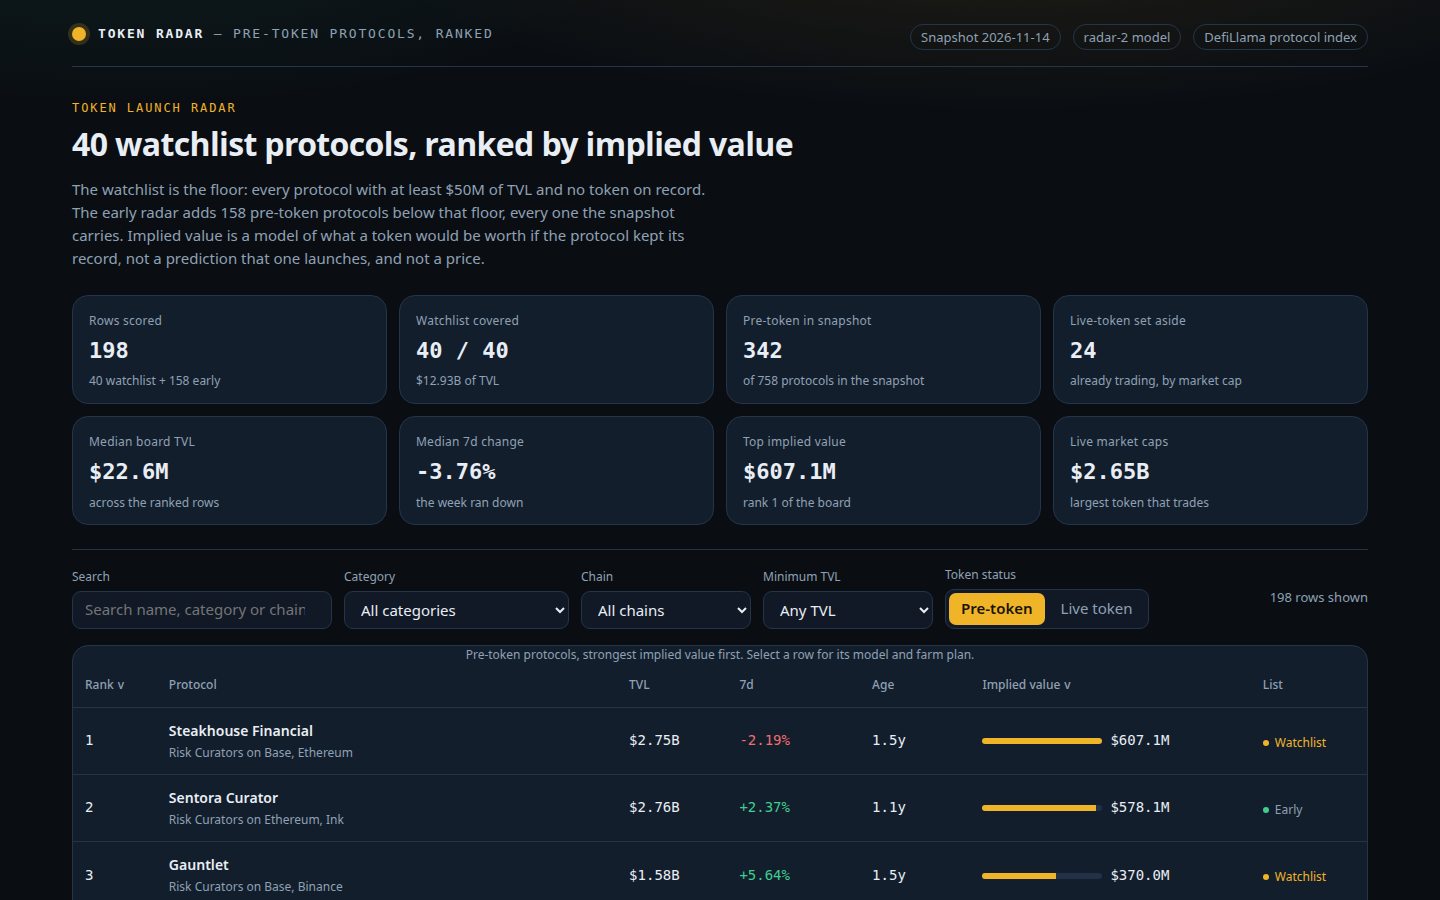 TOKEN RADAR — PRE-TOKEN PROTOCOLS, RANKED
Snapshot 2026-11-14
radar-2 model
DefiLlama protocol index
TOKEN LAUNCH RADAR
40 watchlist protocols, ranked by implied value
The watchlist is the floor: every protocol with at least $50M of TVL and no token on record.
The early radar adds 158 pre-token protocols below that floor, every one the snapshot
carries. Implied value is a model of what a token would be worth if the protocol kept its
record, not a prediction that one launches, and not a price.
Rows scored
198
40 watchlist + 158 early
Watchlist covered
40 / 40
$12.93B of TVL
Pre-token in snapshot
342
of 758 protocols in the snapshot
Live-token set aside
24
already trading, by market cap
Median board TVL
$22.6M
across the ranked rows
Median 7d change
-3.76%
the week ran down
Top implied value
$607.1M
rank 1 of the board
Live market caps
$2.65B
largest token that trades
Search
Search name, category or chain
Category
All categories
Chain
All chains
Minimum TVL
Any TVL
Token status
Pre-token
Live token
198 rows shown
Pre-token protocols, strongest implied value first. Select a row for its model and farm plan.
Rank v Protocol TVL 7d Age Implied value v List
1 Steakhouse Financial $2.75B -2.19% 1.5y $607.1M Watchlist
Risk Curators on Base, Ethereum
2 Sentora Curator $2.76B +2.37% 1.1y $578.1M Early
Risk Curators on Ethereum, Ink
3 Gauntlet $1.58B +5.64% 1.5y $370.0M Watchlist
Risk Curators on Base, Binance